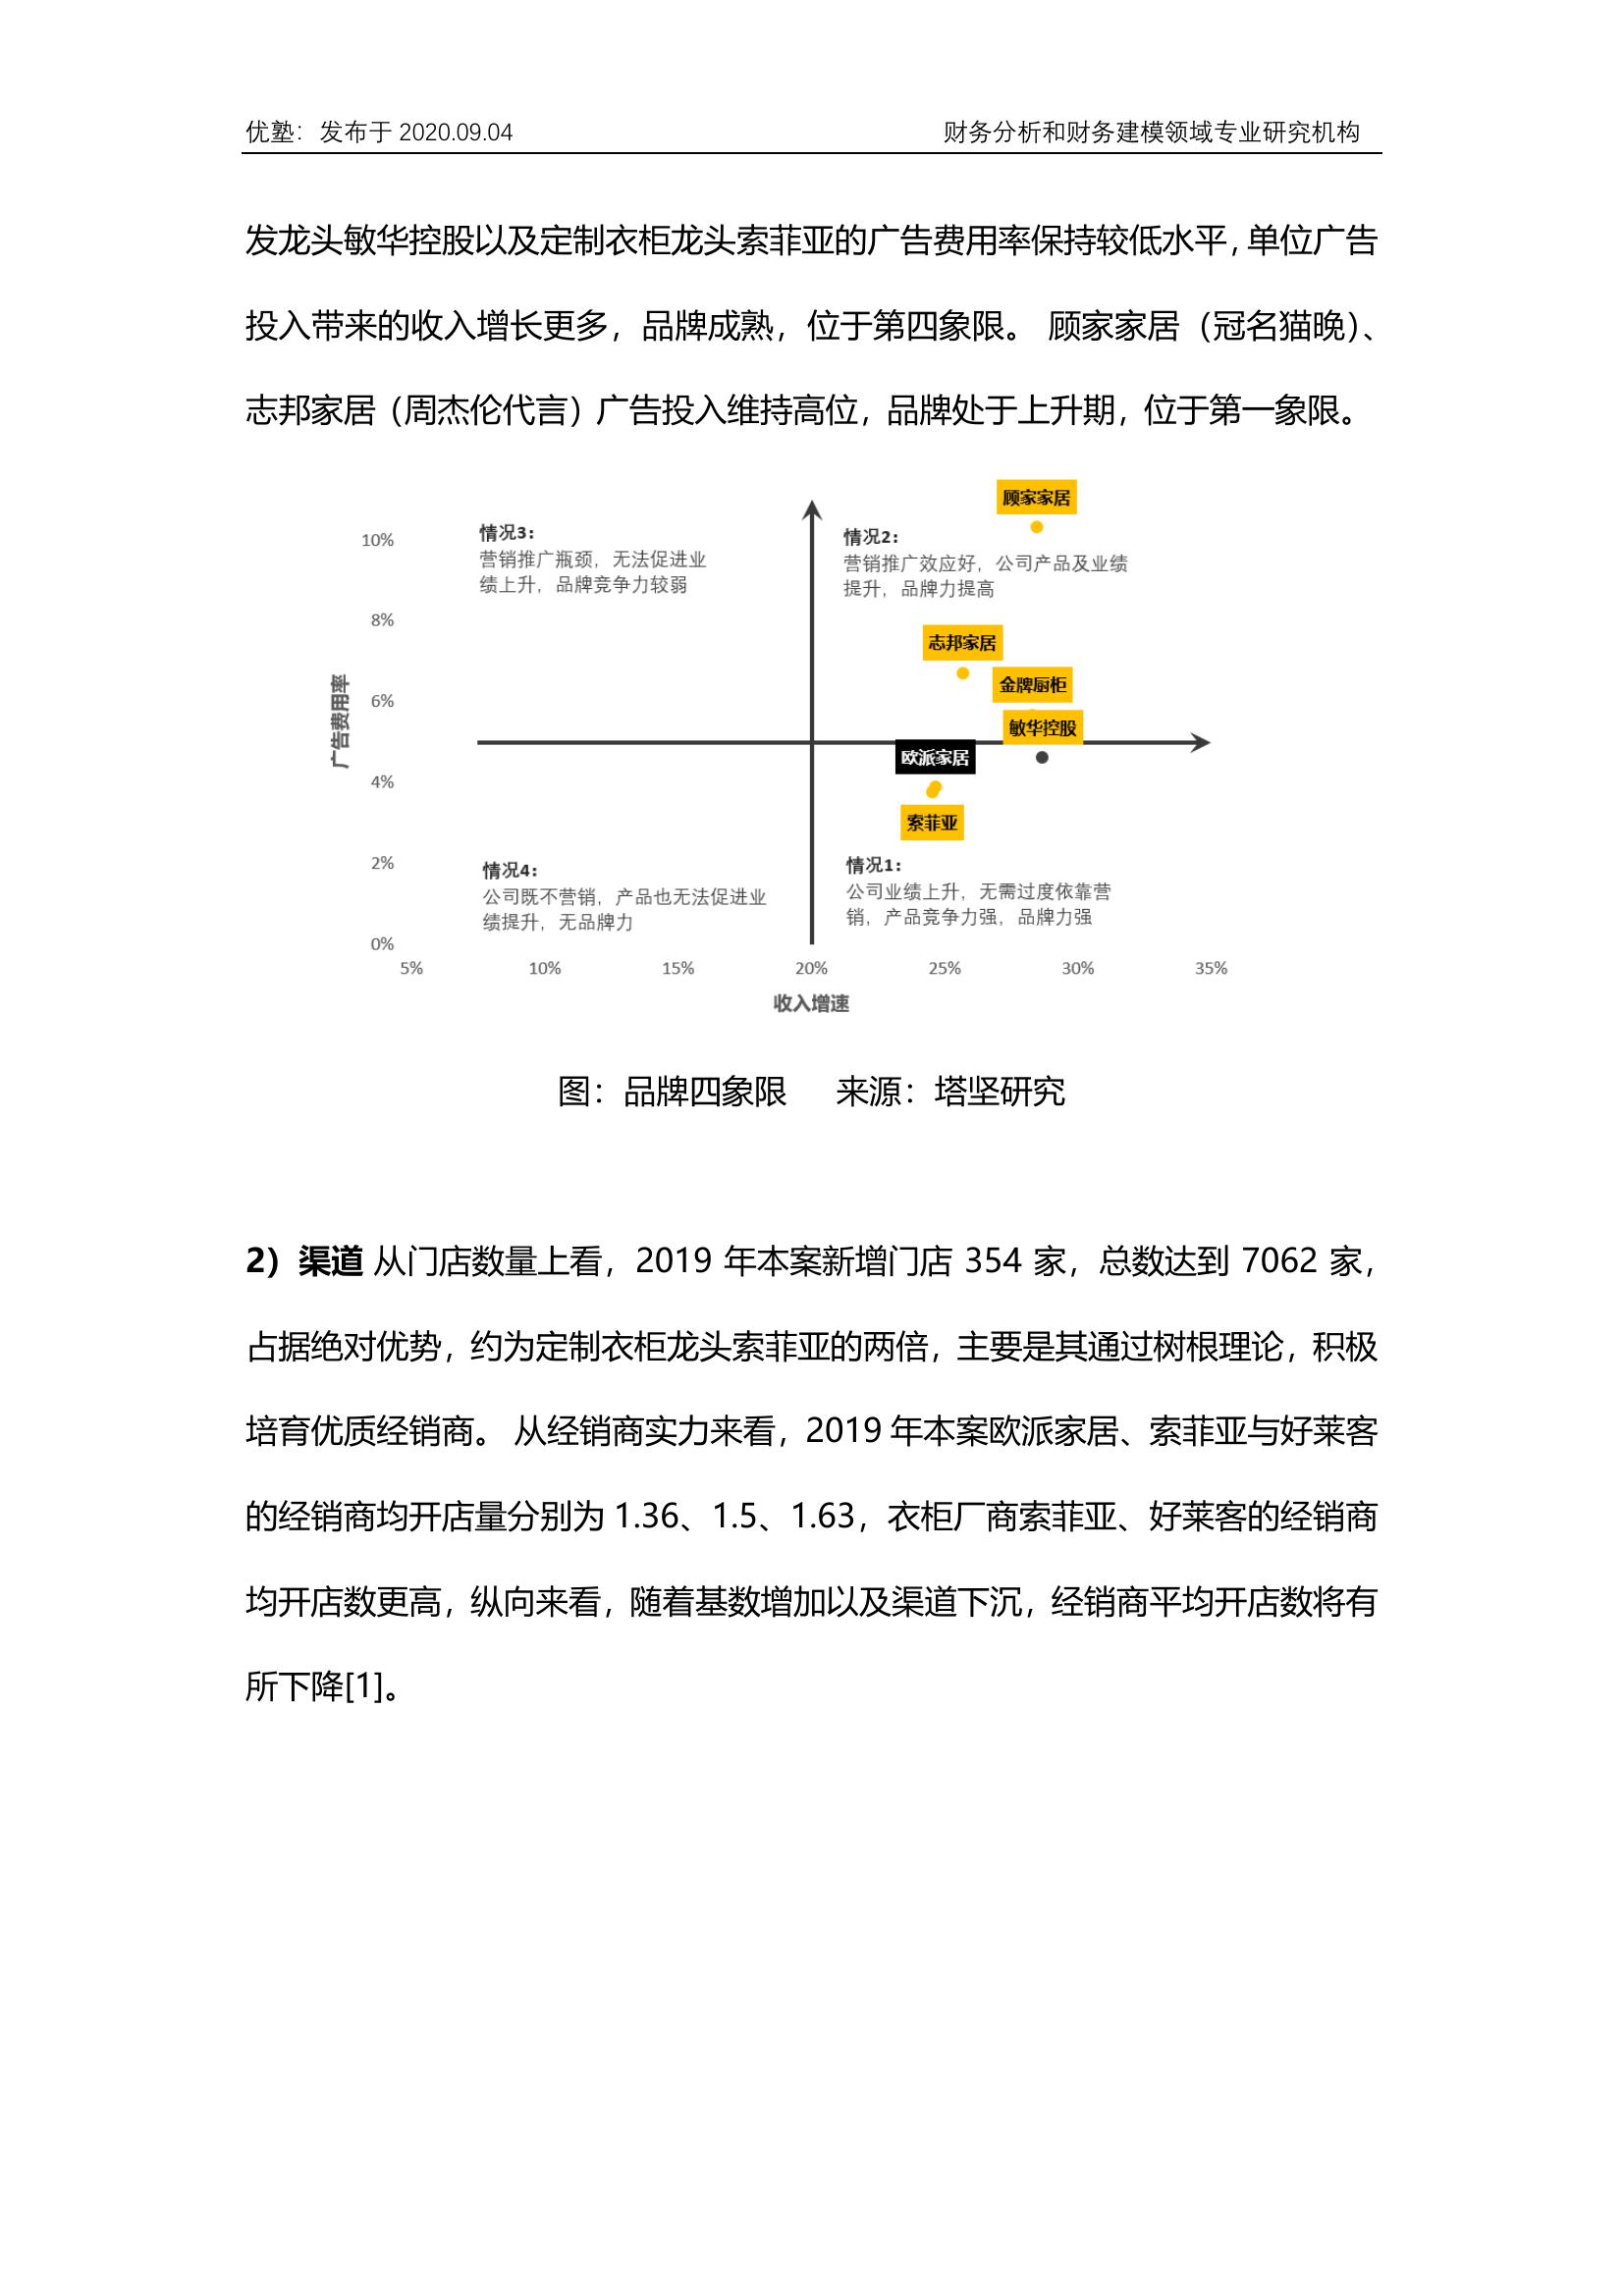 优塾：发布于 2020.09.04 财务分析和财务建模领域专业研究机构
发龙头敏华控股以及定制衣柜龙头索菲亚的广告费用率保持较低水平，单位广告
投入带来的收入增长更多，品牌成熟，位于第四象限。 顾家家居（冠名猫晚）、
志邦家居（周杰伦代言）广告投入维持高位，品牌处于上升期，位于第一象限。
顾家家居
情况3：
营销推广瓶颈，无法促进业
绩上升，品牌竞争力较弱
情况2：
营销推广效应好，公司产品及业绩
提升，品牌力提高
10%
8%
6%
4%
2%
0%
广告费用率
志邦家居
金牌厨柜
敏华控股
欧派家居
索菲亚
情况4：
公司既不营销，产品也无法促进业
绩提升，无品牌力
情况1：
公司业绩上升，无需过度依靠营
销，产品竞争力强，品牌力强
5% 10% 15% 20% 25% 30% 35%
收入增速
图：品牌四象限 来源：塔坚研究
2）渠道 从门店数量上看，2019 年本案新增门店 354 家，总数达到 7062 家，
占据绝对优势，约为定制衣柜龙头索菲亚的两倍，主要是其通过树根理论，积极
培育优质经销商。 从经销商实力来看，2019 年本案欧派家居、索菲亚与好莱客
的经销商均开店量分别为 1.36、1.5、1.63，衣柜厂商索菲亚、好莱客的经销商
均开店数更高，纵向来看，随着基数增加以及渠道下沉，经销商平均开店数将有
所下降[1]。